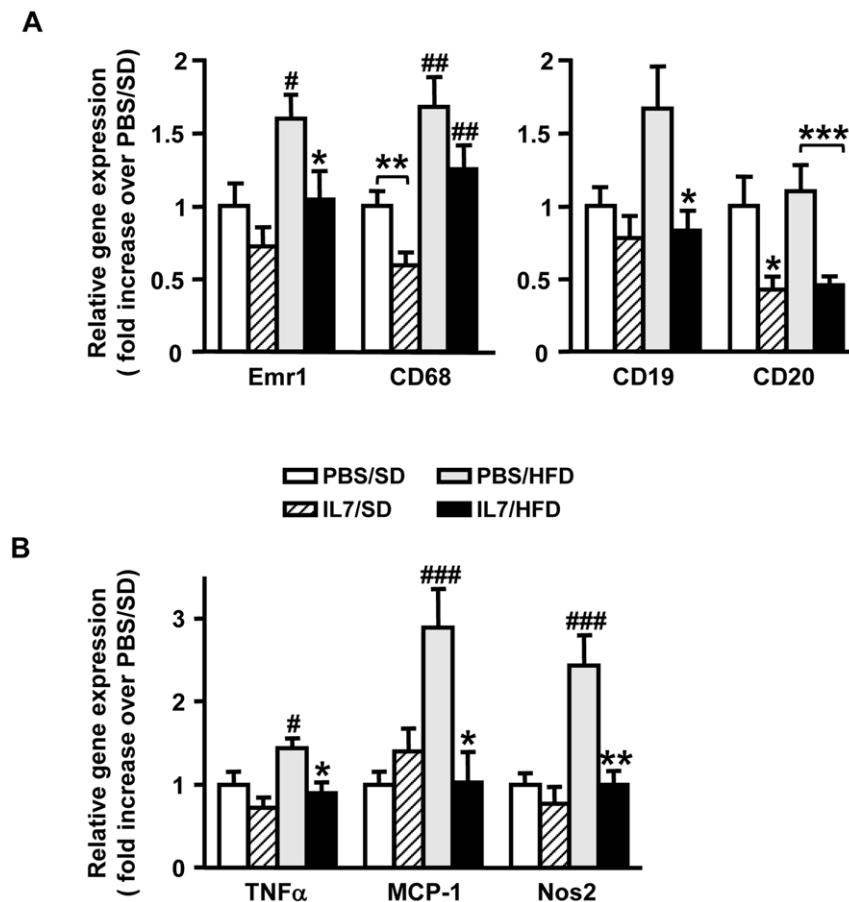 A
Relative gene expression
( fold increase over PBS/SD)
2
1.5
1
0.5
0
#
*
**
##
##
Emr1 CD68
2
1.5
1
0.5
0
*
*
***
CD19 CD20
PBS/SD PBS/HFD
IL7/SD IL7/HFD
B
Relative gene expression
( fold increase over PBS/SD)
3
2
1
0
#
*
###
*
###
**
TNFα MCP-1 Nos2